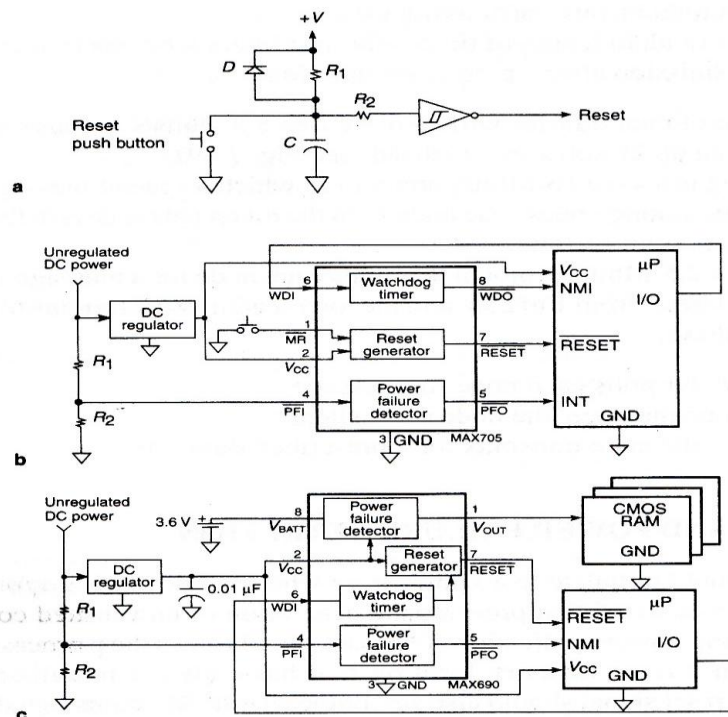 +V
D
R1
R2
Reset push button
C
Reset
a
Unregulated DC power
DC regulator
R1
R2
6
WDI
Watchdog timer
8
WDO
1
MR
2
VCC
Reset generator
7
RESET
4
PFI
Power failure detector
5
PFO
3
GND
MAX705
VCC
NMI
μP
I/O
RESET
INT
GND
b
Unregulated DC power
DC regulator
R1
R2
3.6 V
+
0.01 μF
8
VBATT
Power failure detector
1
VOUT
2
VCC
Reset generator
7
RESET
6
WDI
Watchdog timer
4
PFI
Power failure detector
5
PFO
3
GND
MAX690
CMOS RAM
GND
μP
RESET
I/O
NMI
VCC
GND
c